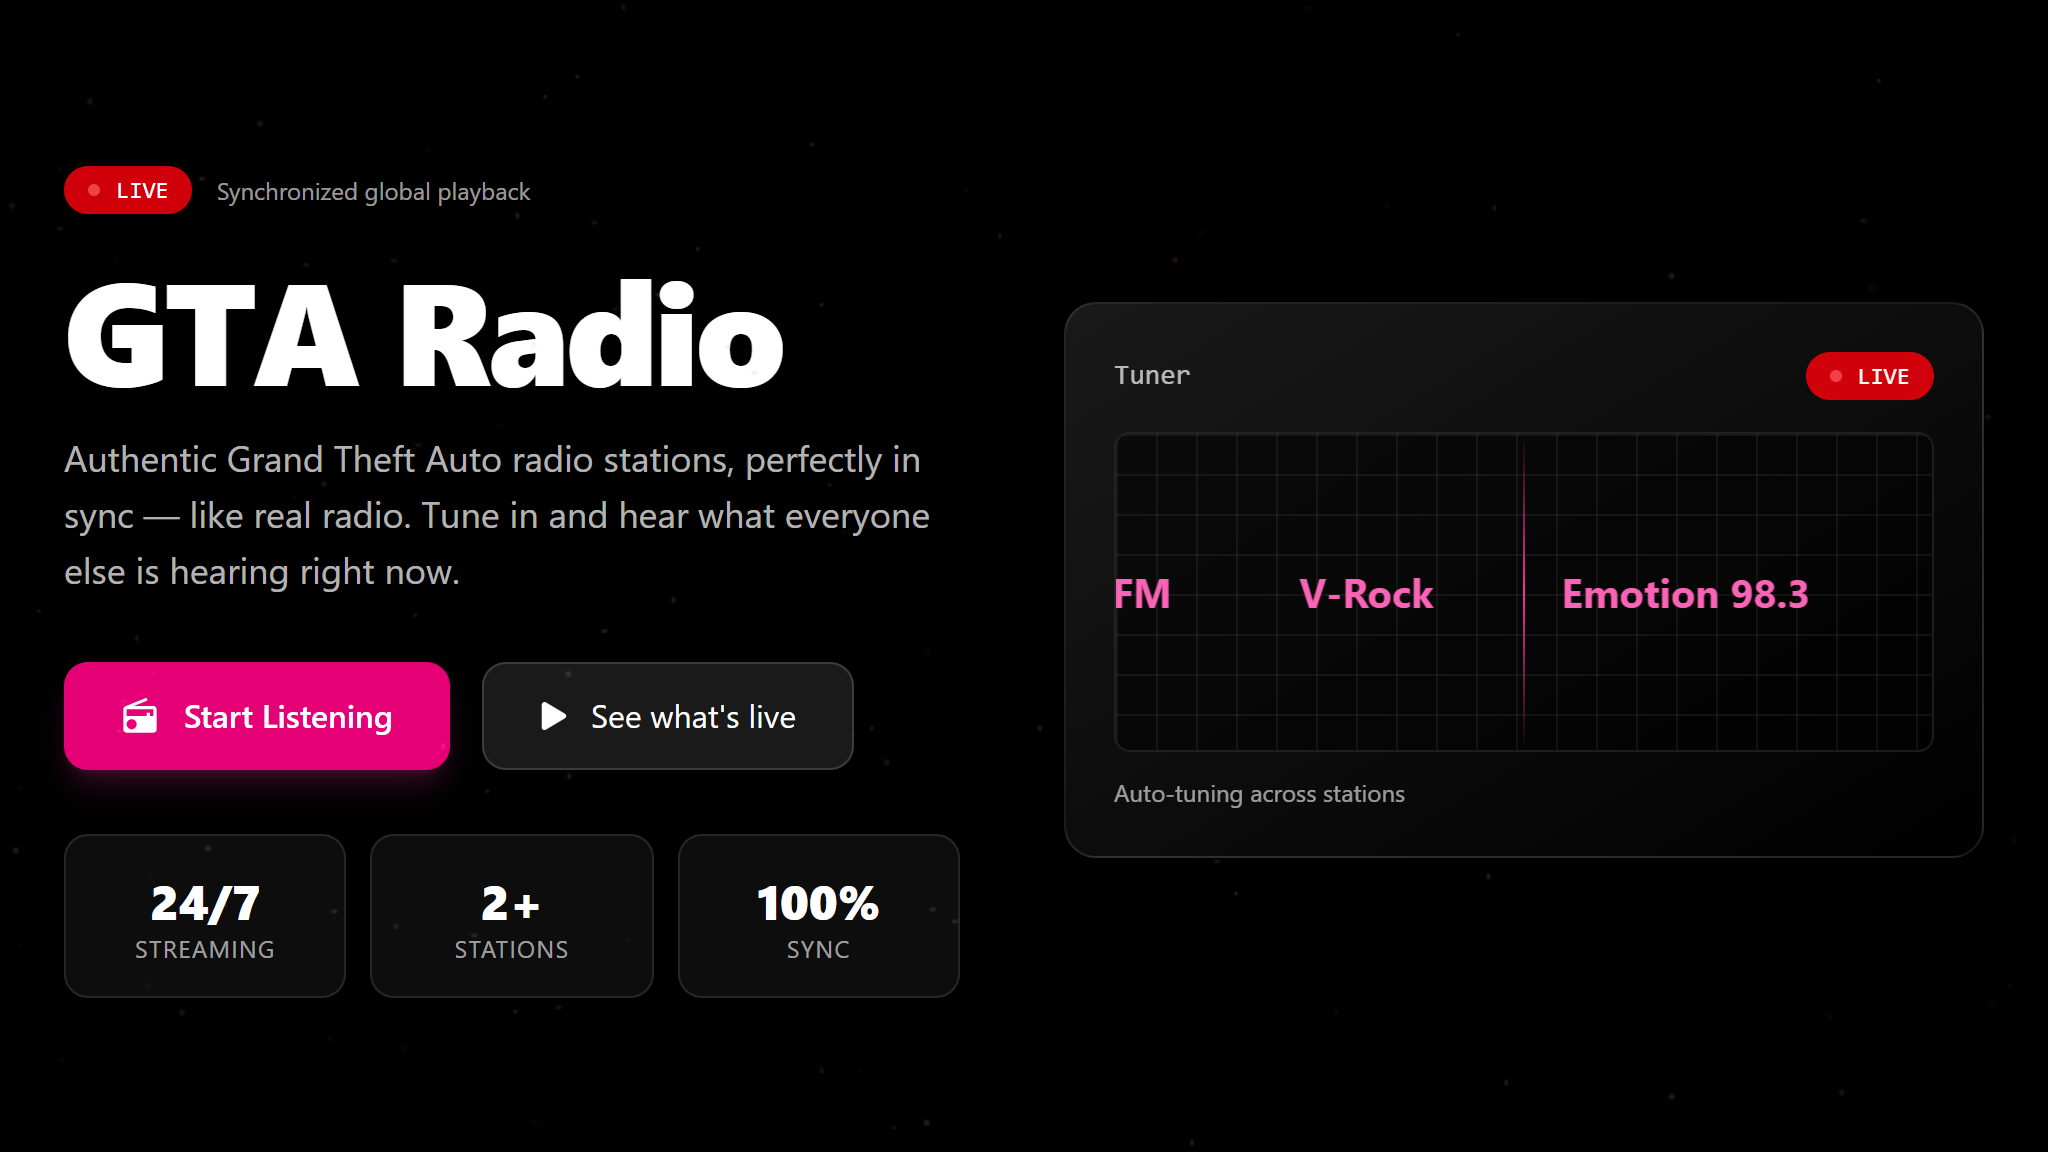 LIVE Synchronized global playback
GTA Radio
Authentic Grand Theft Auto radio stations, perfectly in
sync — like real radio. Tune in and hear what everyone
else is hearing right now.
Start Listening
See what's live
24/7
STREAMING
2+
STATIONS
100%
SYNC
Tuner
LIVE
FM V-Rock Emotion 98.3
Auto-tuning across stations